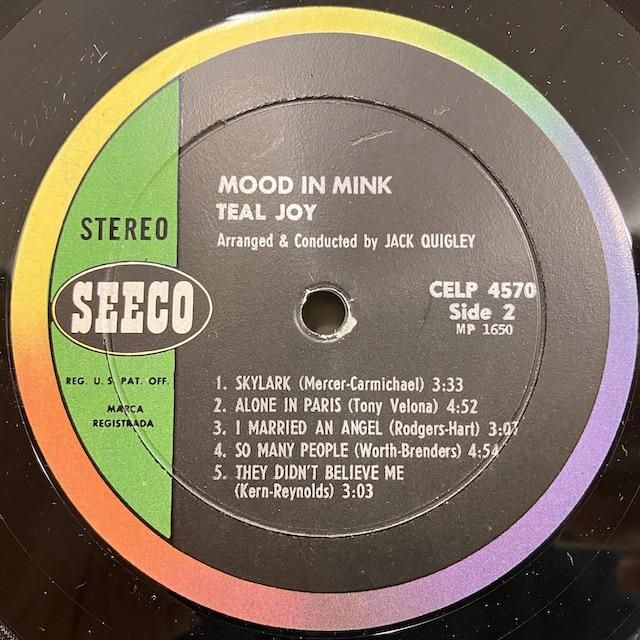 MOOD IN MINK
TEAL JOY
Arranged & Conducted by JACK QUIGLEY
STEREO
SEECO
REG. U.S. PAT. OFF.
MARCA
REGISTRADA
CELP 4570
Side 2
MP 1650
1. SKYLARK (Mercer-Carmichael) 3:33
2. ALONE IN PARIS (Tony Velona) 4:52
3. I MARRIED AN ANGEL (Rodgers-Hart) 3:07
4. SO MANY PEOPLE (Worth-Brenders) 4:54
5. THEY DIDN'T BELIEVE ME
(Kern-Reynolds) 3:03